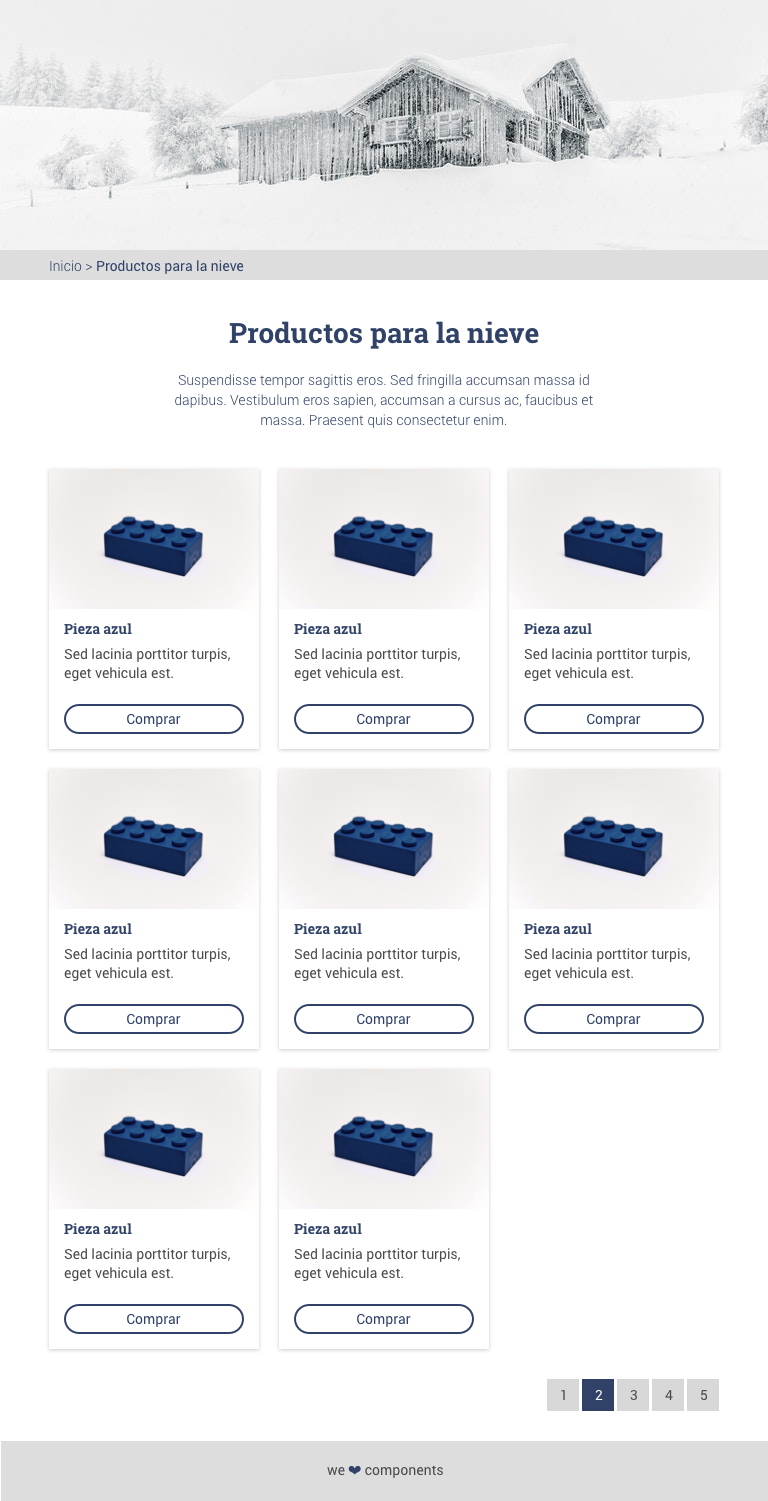 Inicio > Productos para la nieve
Productos para la nieve
Suspendisse tempor sagittis eros. Sed fringilla accumsan massa id
dapibus. Vestibulum eros sapien, accumsan a cursus ac, faucibus et
massa. Praesent quis consectetur enim.
Pieza azul
Sed lacinia porttitor turpis,
eget vehicula est.
Comprar
Pieza azul
Sed lacinia porttitor turpis,
eget vehicula est.
Comprar
Pieza azul
Sed lacinia porttitor turpis,
eget vehicula est.
Comprar
Pieza azul
Sed lacinia porttitor turpis,
eget vehicula est.
Comprar
Pieza azul
Sed lacinia porttitor turpis,
eget vehicula est.
Comprar
Pieza azul
Sed lacinia porttitor turpis,
eget vehicula est.
Comprar
Pieza azul
Sed lacinia porttitor turpis,
eget vehicula est.
Comprar
Pieza azul
Sed lacinia porttitor turpis,
eget vehicula est.
Comprar
1 2 3 4 5
we ❤ components